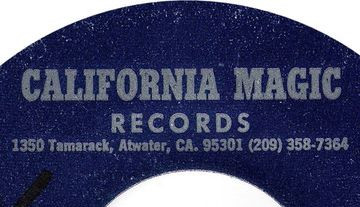 CALIFORNIA MAGIC
RECORDS
1350 Tamarack, Atwater, CA. 95301 (209) 358-7364